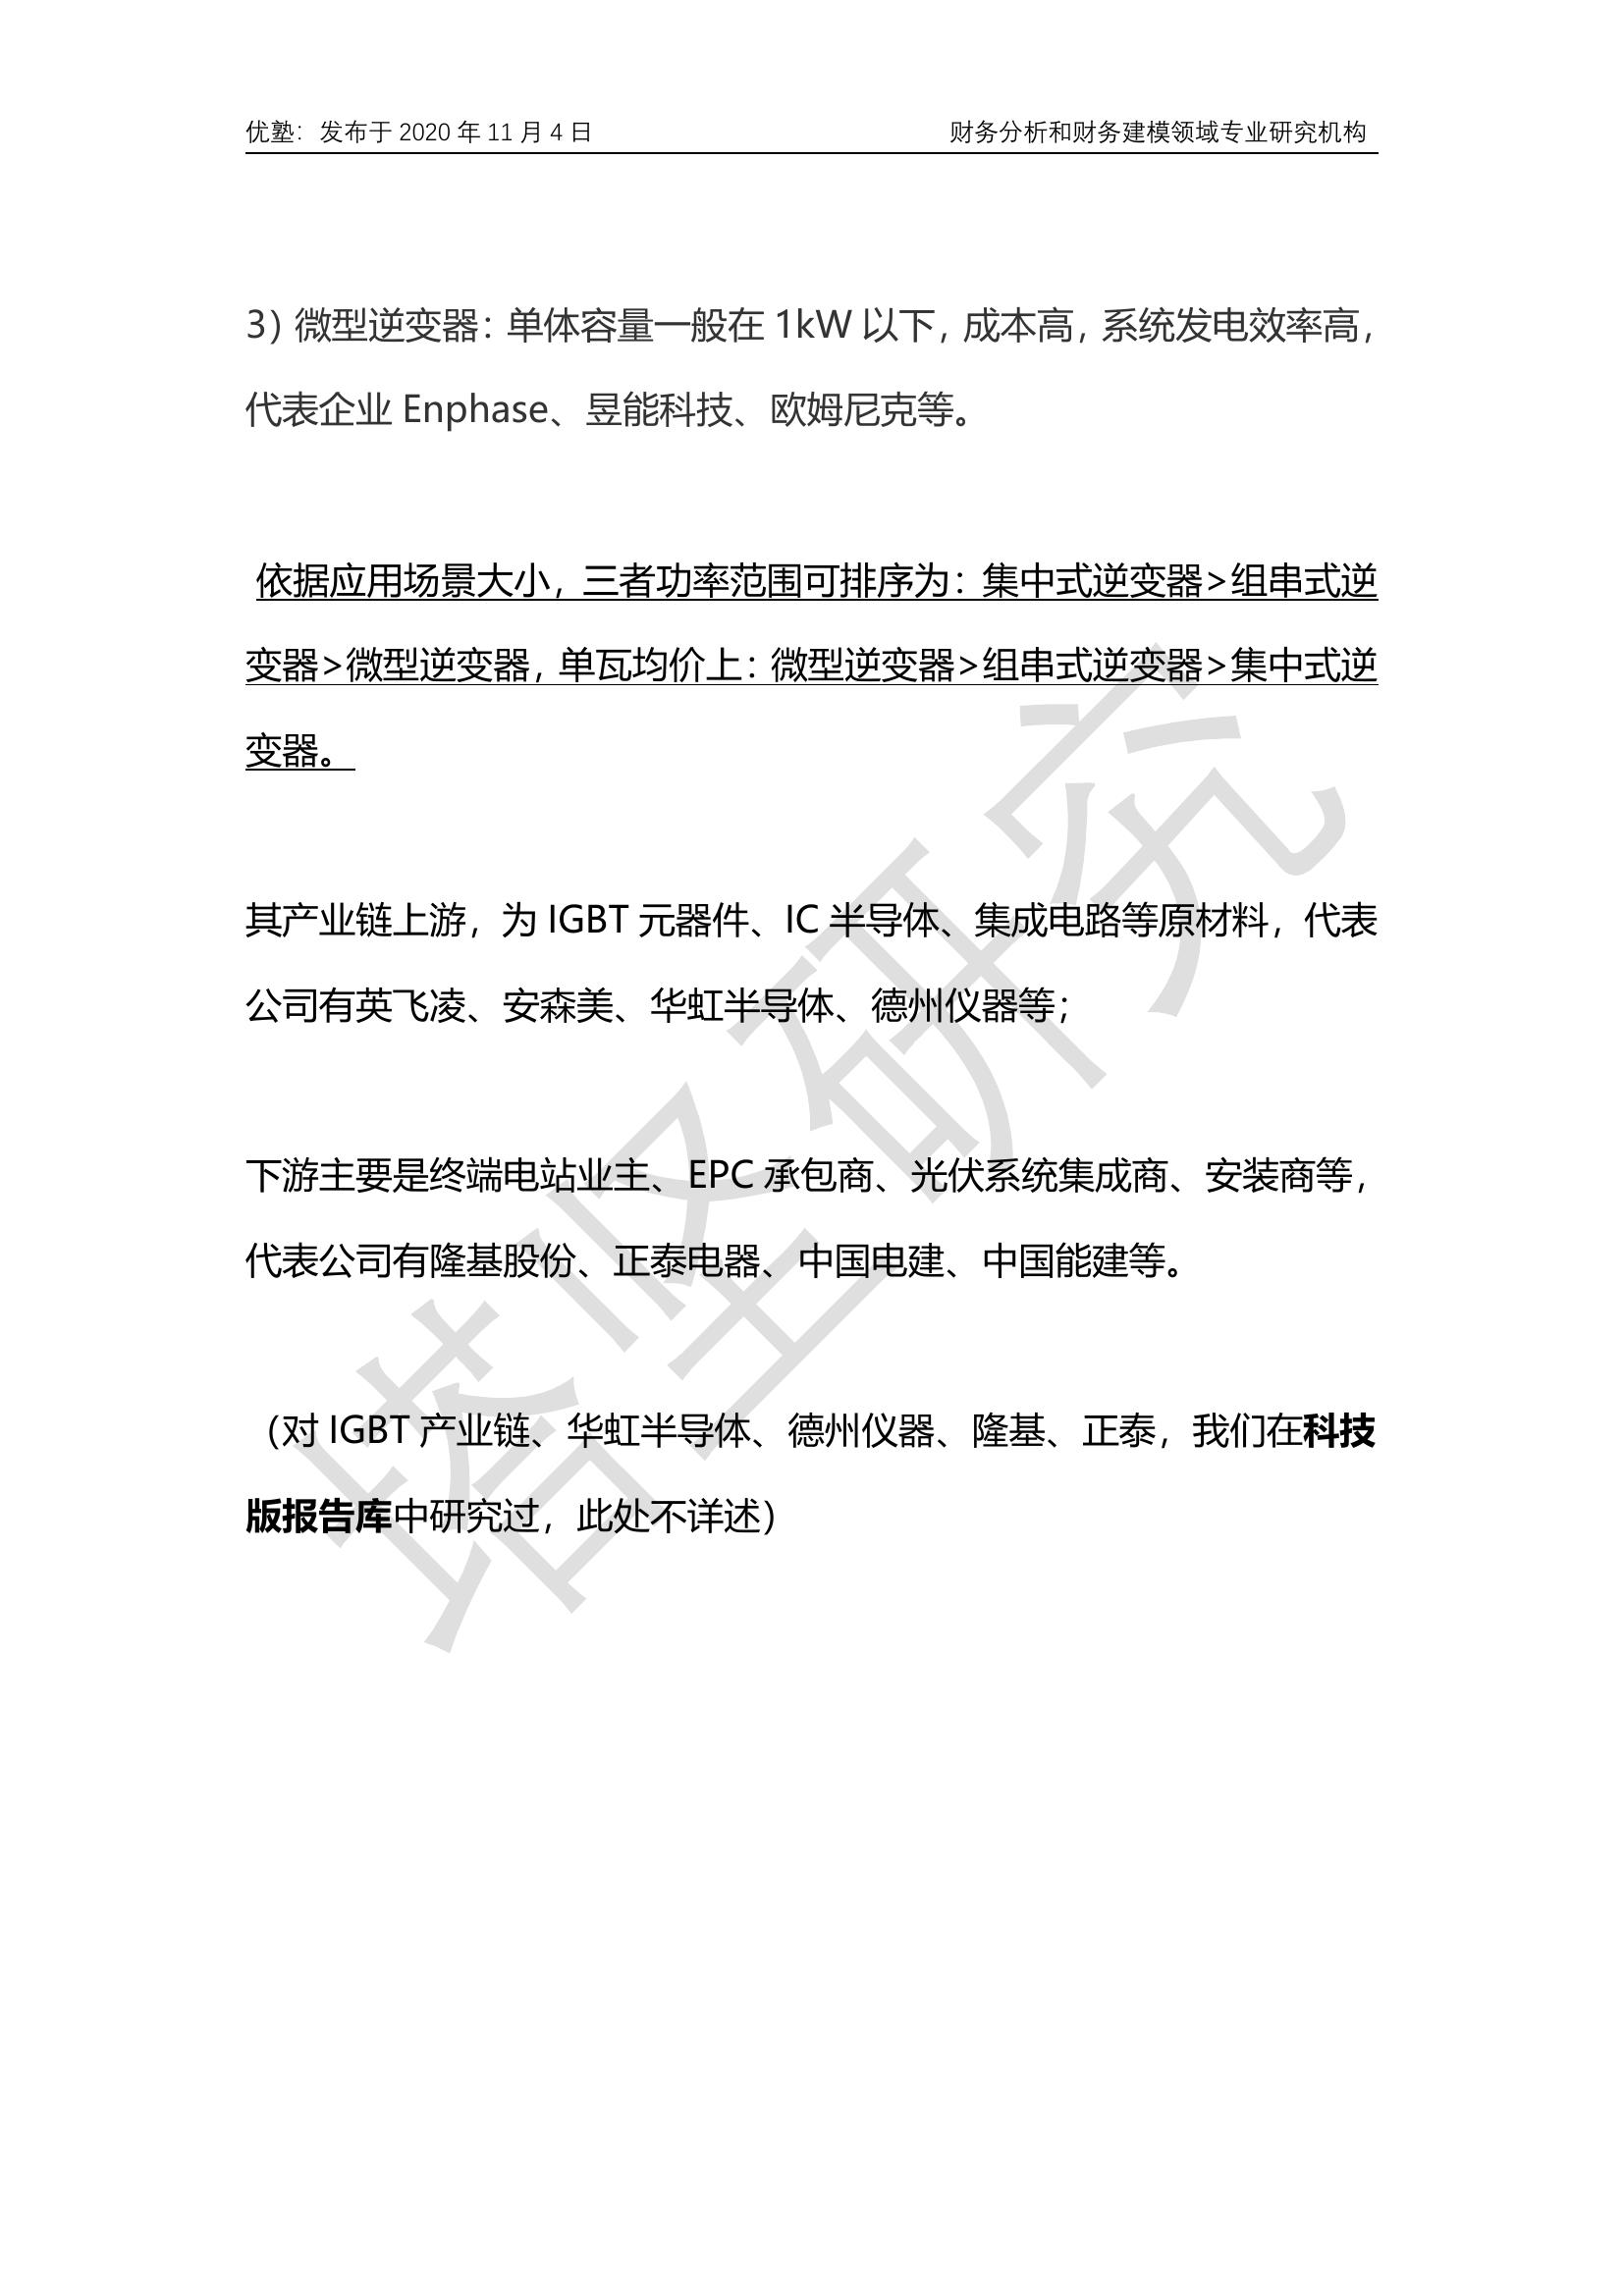 优塾：发布于 2020 年 11 月 4 日 财务分析和财务建模领域专业研究机构
3）微型逆变器：单体容量一般在 1kW 以下，成本高，系统发电效率高，
代表企业 Enphase、昱能科技、欧姆尼克等。
依据应用场景大小，三者功率范围可排序为：集中式逆变器>组串式逆
变器>微型逆变器，单瓦均价上：微型逆变器>组串式逆变器>集中式逆
变器。
其产业链上游，为 IGBT 元器件、IC 半导体、集成电路等原材料，代表
公司有英飞凌、安森美、华虹半导体、德州仪器等；
下游主要是终端电站业主、EPC 承包商、光伏系统集成商、安装商等，
代表公司有隆基股份、正泰电器、中国电建、中国能建等。
（对 IGBT 产业链、华虹半导体、德州仪器、隆基、正泰，我们在科技
版报告库中研究过，此处不详述）
塔坚研究